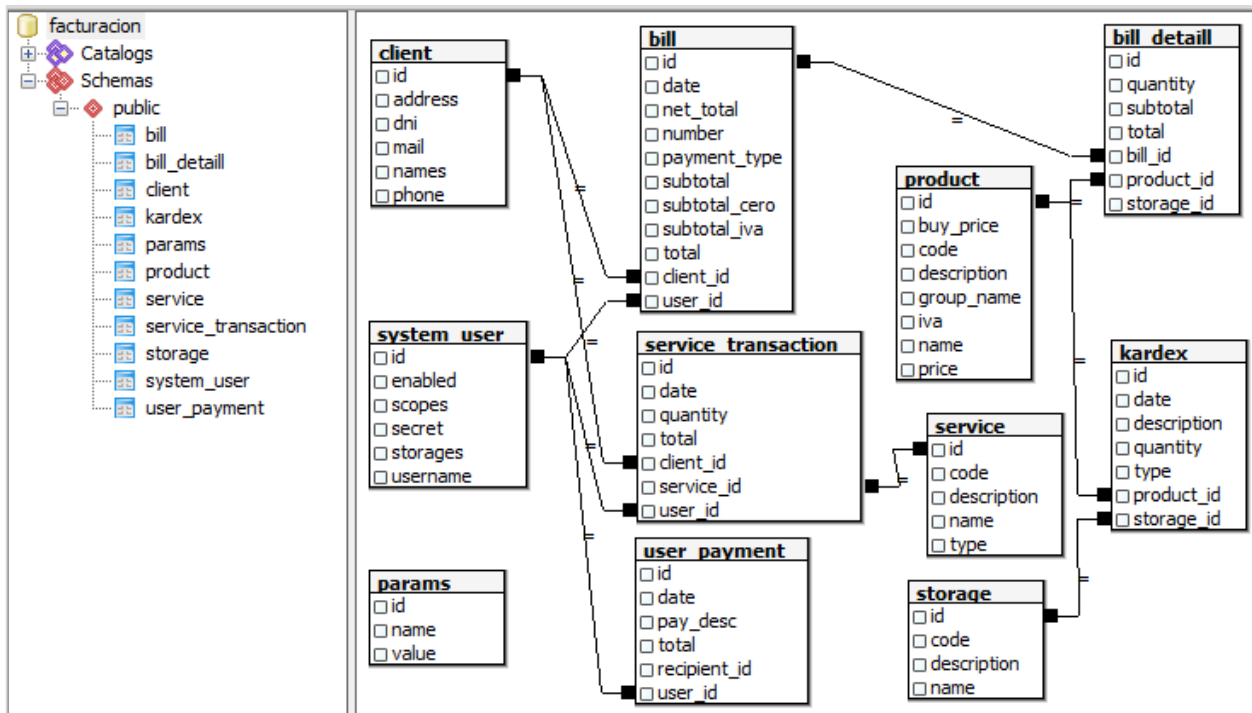 facturacion
Catalogs
Schemas
public
bill
bill_detaill
client
kardex
params
product
service
service_transaction
storage
system_user
user_payment
client
id
address
dni
mail
names
phone
system_user
id
enabled
scopes
secret
storages
username
params
id
name
value
bill
id
date
net_total
number
payment_type
subtotal
subtotal_cero
subtotal_iva
total
client_id
user_id
service_transaction
id
date
quantity
total
client_id
service_id
user_id
user_payment
id
date
pay_desc
total
recipient_id
user_id
product
id
buy_price
code
description
group_name
iva
name
price
service
id
code
description
name
type
storage
id
code
description
name
bill_detaill
id
quantity
subtotal
total
bill_id
product_id
storage_id
kardex
id
date
description
quantity
type
product_id
storage_id
=
=
=
=
=
=
=
=
=
=